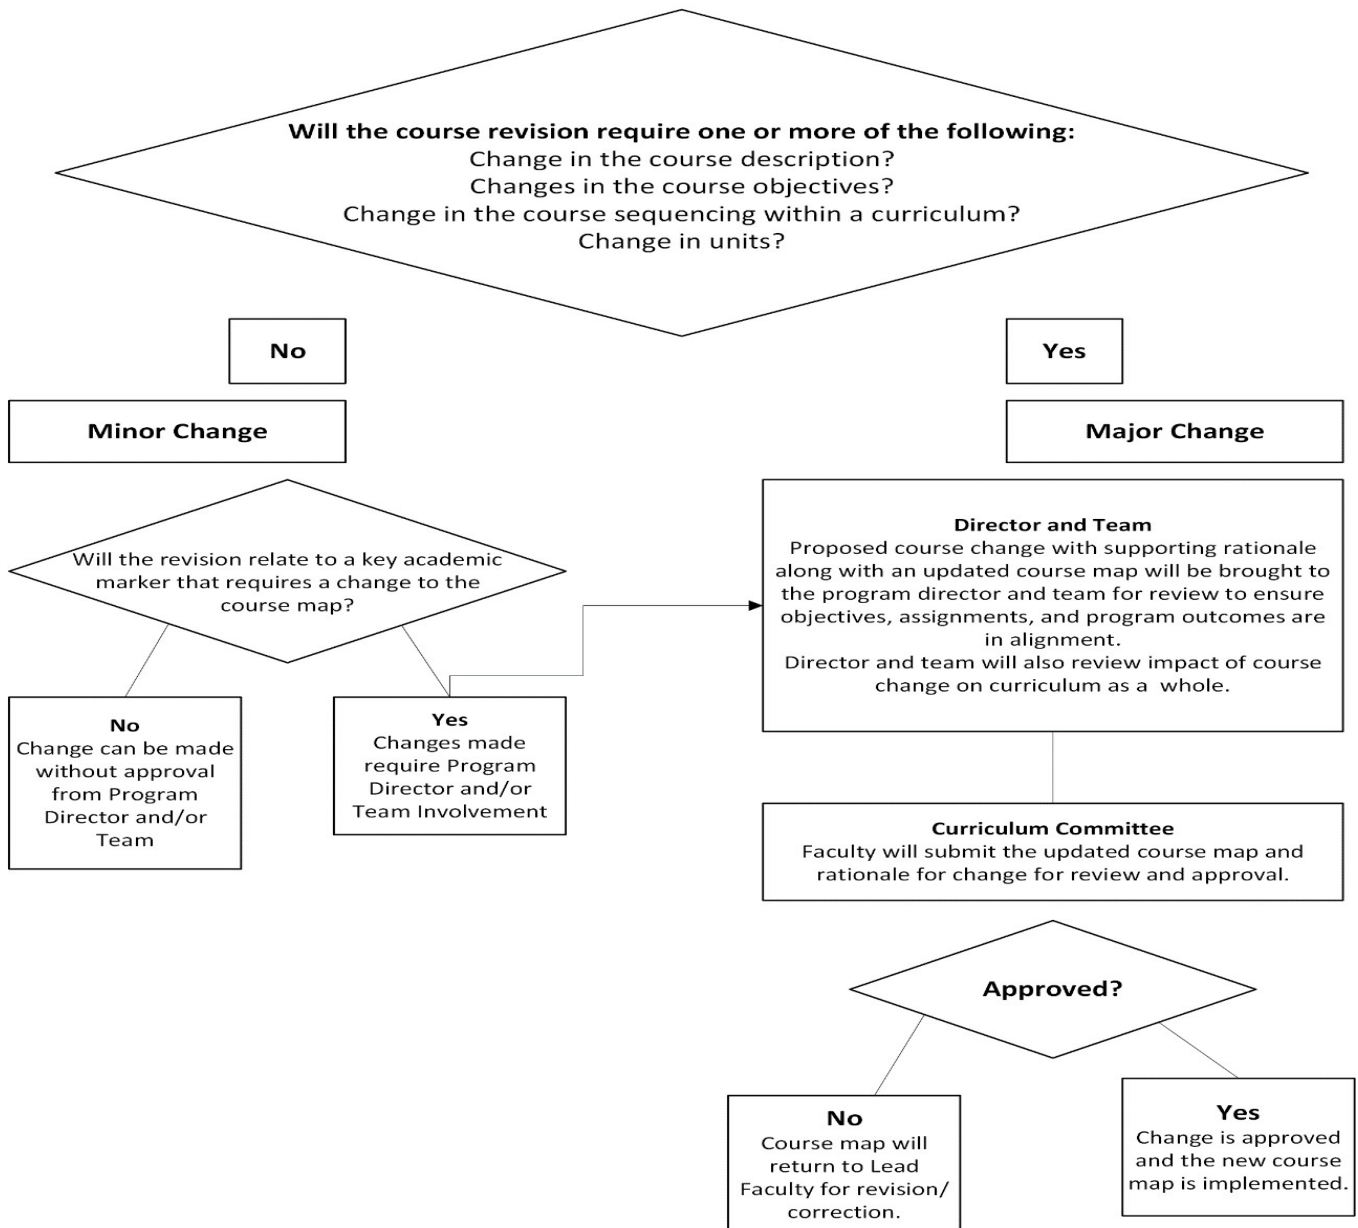 Will the course revision require one or more of the following:
Change in the course description?
Changes in the course objectives?
Change in the course sequencing within a curriculum?
Change in units?
No
Yes
Minor Change
Major Change
Will the revision relate to a key academic
marker that requires a change to the
course map?
Director and Team
Proposed course change with supporting rationale
along with an updated course map will be brought to
the program director and team for review to ensure
objectives, assignments, and program outcomes are
in alignment.
Director and team will also review impact of course
change on curriculum as a whole.
No
Change can be made
without approval
from Program
Director and/or
Team
Yes
Changes made
require Program
Director and/or
Team Involvement
Curriculum Committee
Faculty will submit the updated course map and
rationale for change for review and approval.
Approved?
No
Course map will
return to Lead
Faculty for revision/
correction.
Yes
Change is approved
and the new course
map is implemented.